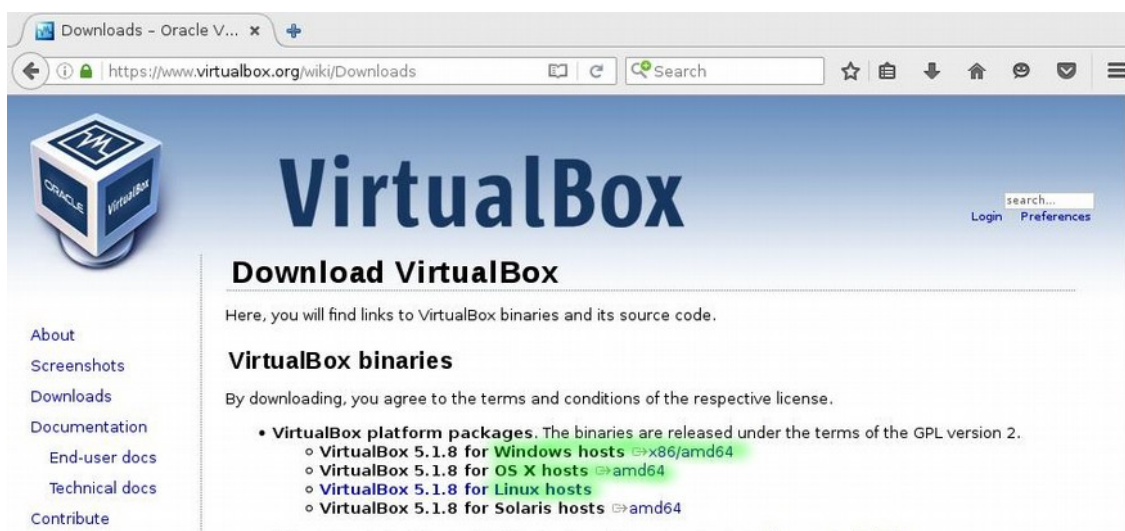 Downloads – Oracle V...
https://www.virtualbox.org/wiki/Downloads
Search
ORACLE
VirtualBox
VirtualBox
search...
Login Preferences
Download VirtualBox
Here, you will find links to VirtualBox binaries and its source code.
About
Screenshots
Downloads
Documentation
End-user docs
Technical docs
Contribute
VirtualBox binaries
By downloading, you agree to the terms and conditions of the respective license.
• VirtualBox platform packages. The binaries are released under the terms of the GPL version 2.
◦ VirtualBox 5.1.8 for Windows hosts x86/amd64
◦ VirtualBox 5.1.8 for OS X hosts amd64
◦ VirtualBox 5.1.8 for Linux hosts
◦ VirtualBox 5.1.8 for Solaris hosts amd64